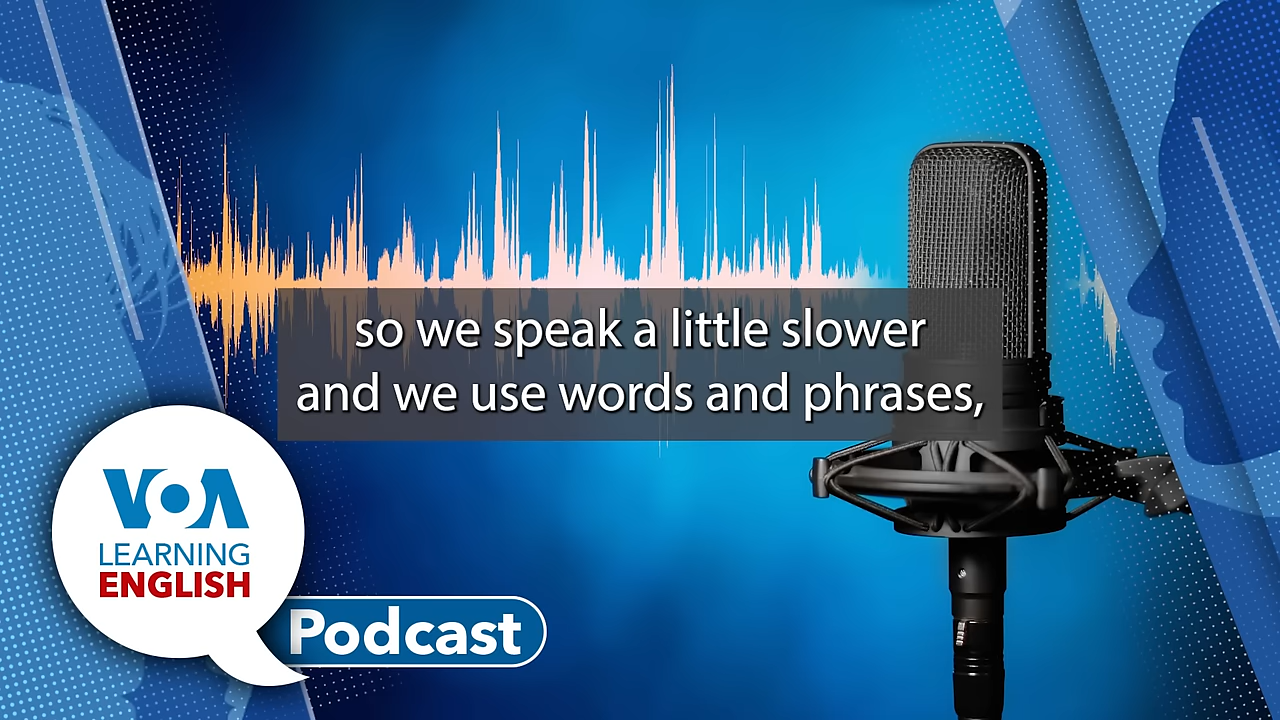 so we speak a little slower
and we use words and phrases,
VOA
LEARNING
ENGLISH
Podcast